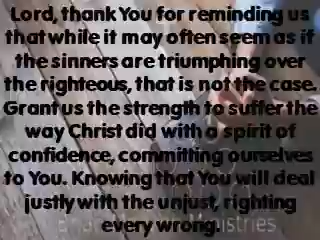 Lord, thank You for reminding us
that while it may often seem as if
the sinners are triumphing over
the righteous, that is not the case.
Grant us the strength to suffer the
way Christ did with a spirit of
confidence, committing ourselves
to You. Knowing that You will deal
justly with the unjust, righting
every wrong.